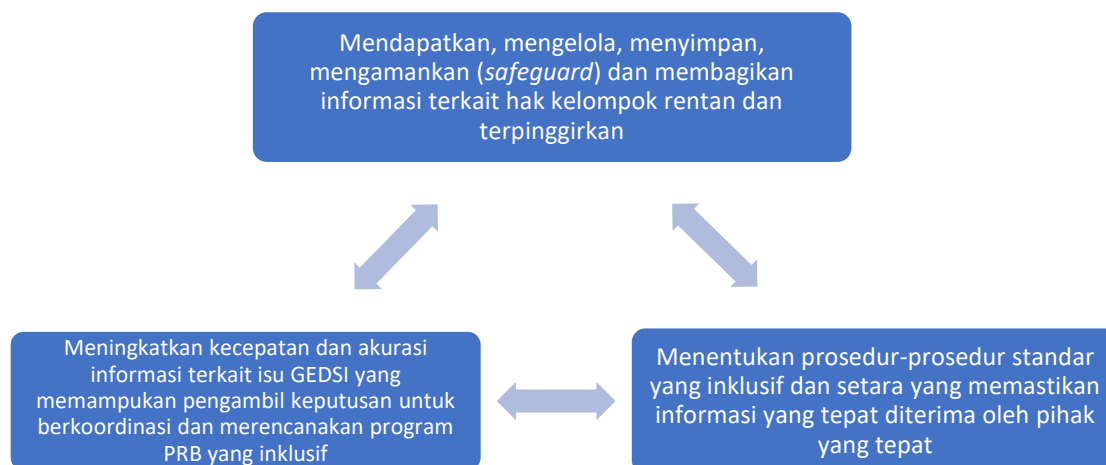 Mendapatkan, mengelola, menyimpan,
mengamankan (safeguard) dan membagikan
informasi terkait hak kelompok rentan dan
terpinggirkan
Meningkatkan kecepatan dan akurasi
informasi terkait isu GEDSI yang
memampukan pengambil keputusan untuk
berkoordinasi dan merencanakan program
PRB yang inklusif
Menentukan prosedur-prosedur standar
yang inklusif dan setara yang memastikan
informasi yang tepat diterima oleh pihak
yang tepat